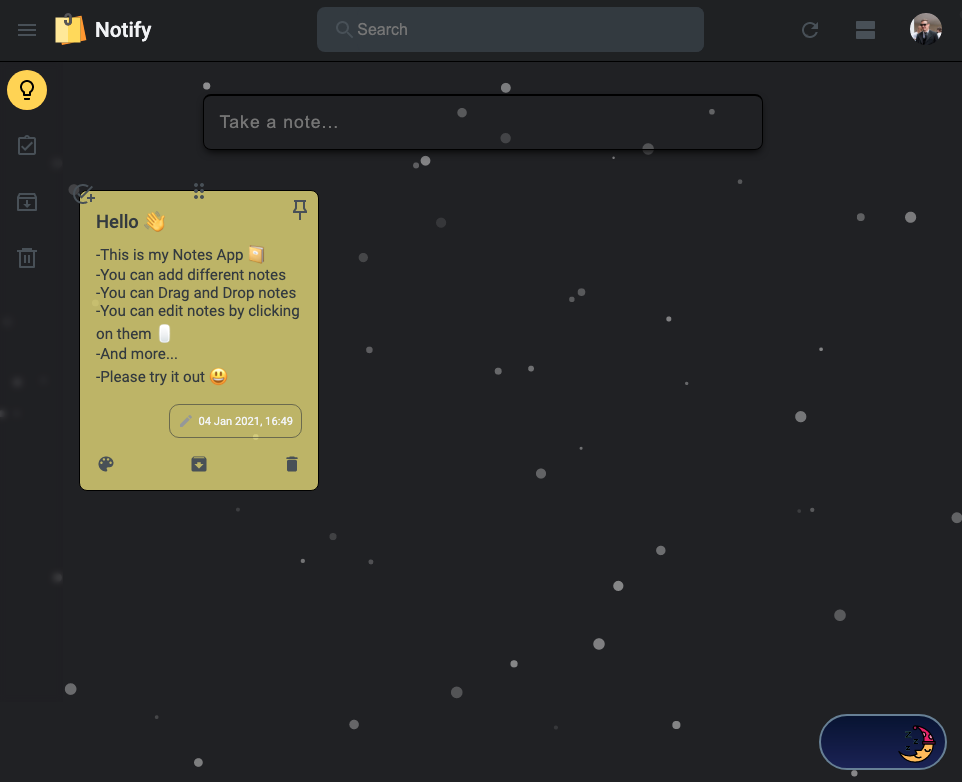 Notify
Search
Take a note...
Hello 👋
-This is my Notes App
-You can add different notes
-You can Drag and Drop notes
-You can edit notes by clicking
on them
-And more...
-Please try it out 😃
04 Jan 2021, 16:49